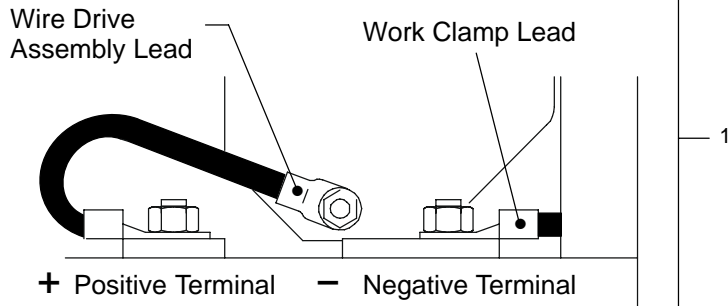 Wire Drive
Assembly Lead
Work Clamp Lead
1
+ Positive Terminal
− Negative Terminal